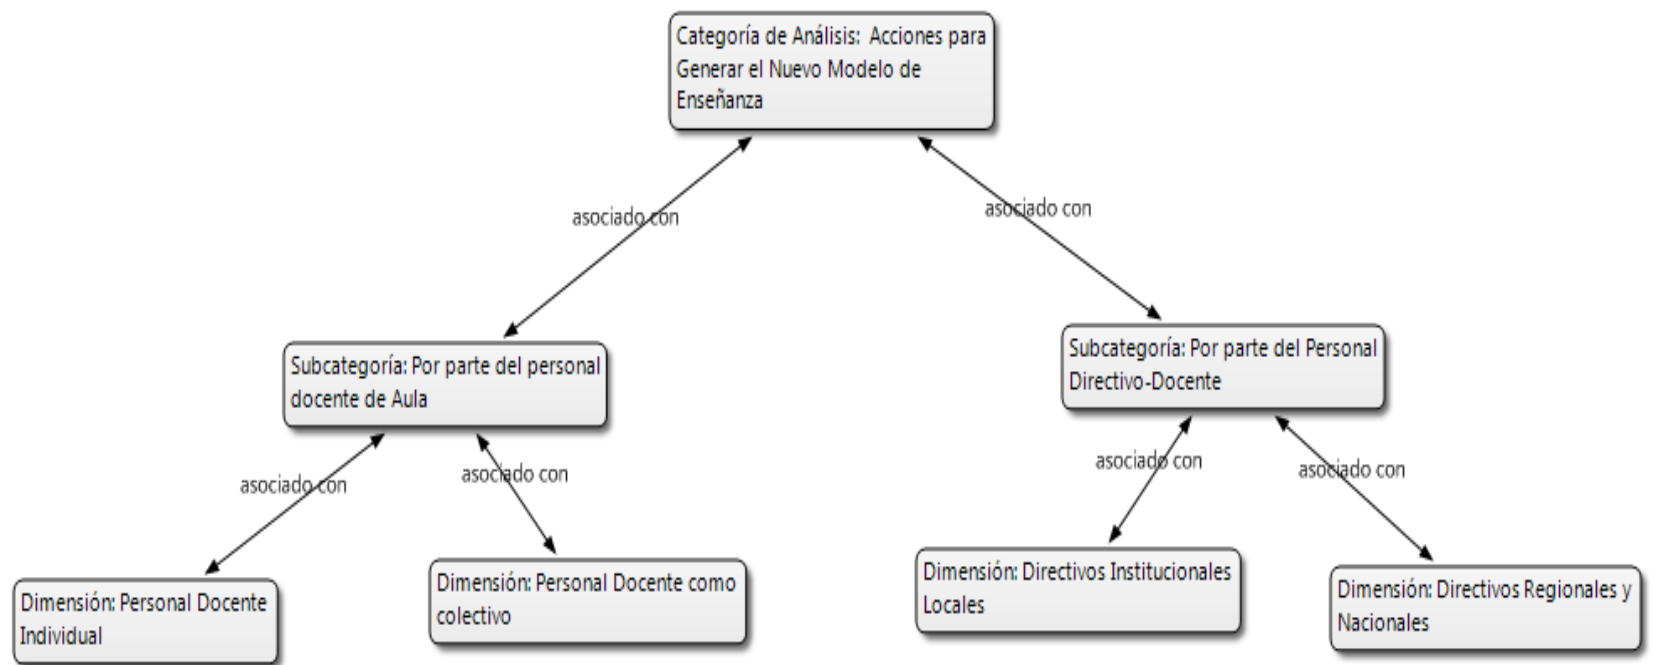 Categoría de Análisis:  Acciones para
Generar el Nuevo Modelo de
Enseñanza
asociado con
asociado con
Subcategoría: Por parte del personal
docente de Aula
Subcategoría: Por parte del Personal
Directivo-Docente
asociado con
asociado con
asociado con
asociado con
Dimensión: Personal Docente
Individual
Dimensión: Personal Docente como
colectivo
Dimensión: Directivos Institucionales
Locales
Dimensión: Directivos Regionales y
Nacionales